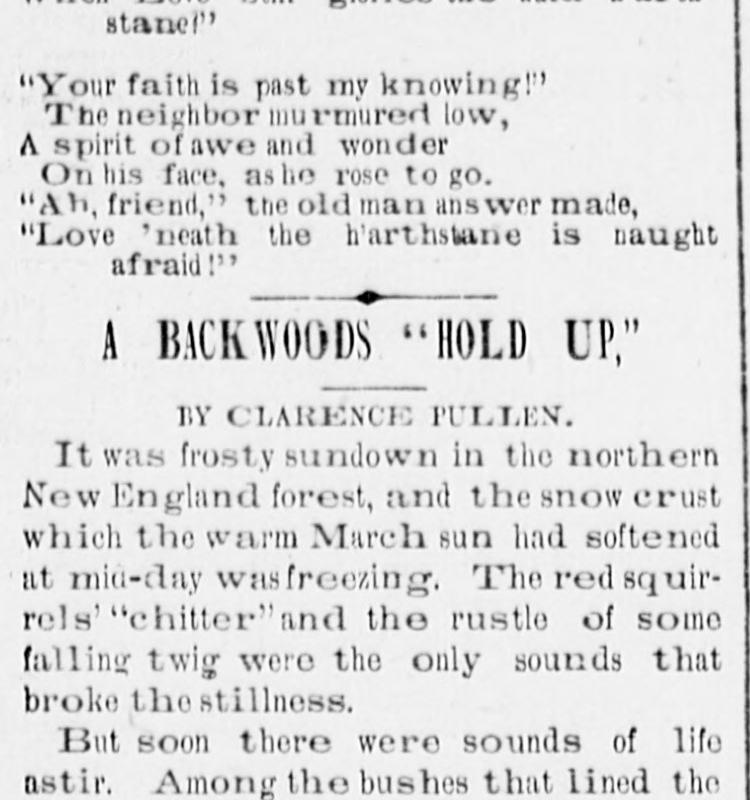 stane!”
“Your faith is past my knowing!”
The neighbor murmured low,
A spirit of awe and wonder
On his face, as he rose to go.
“Ah, friend,” the old man answer made,
“Love ’neath the h’arthstane is naught
afraid!”
A BACKWOODS “HOLD UP,”
BY CLARENCE PULLEN.
It was frosty sundown in the northern
New England forest, and the snow crust
which the warm March sun had softened
at mid-day was freezing. The red squir-
rels’ “chitter” and the rustle of some
falling twig were the only sounds that
broke the stillness.
But soon there were sounds of life
astir. Among the bushes that lined the